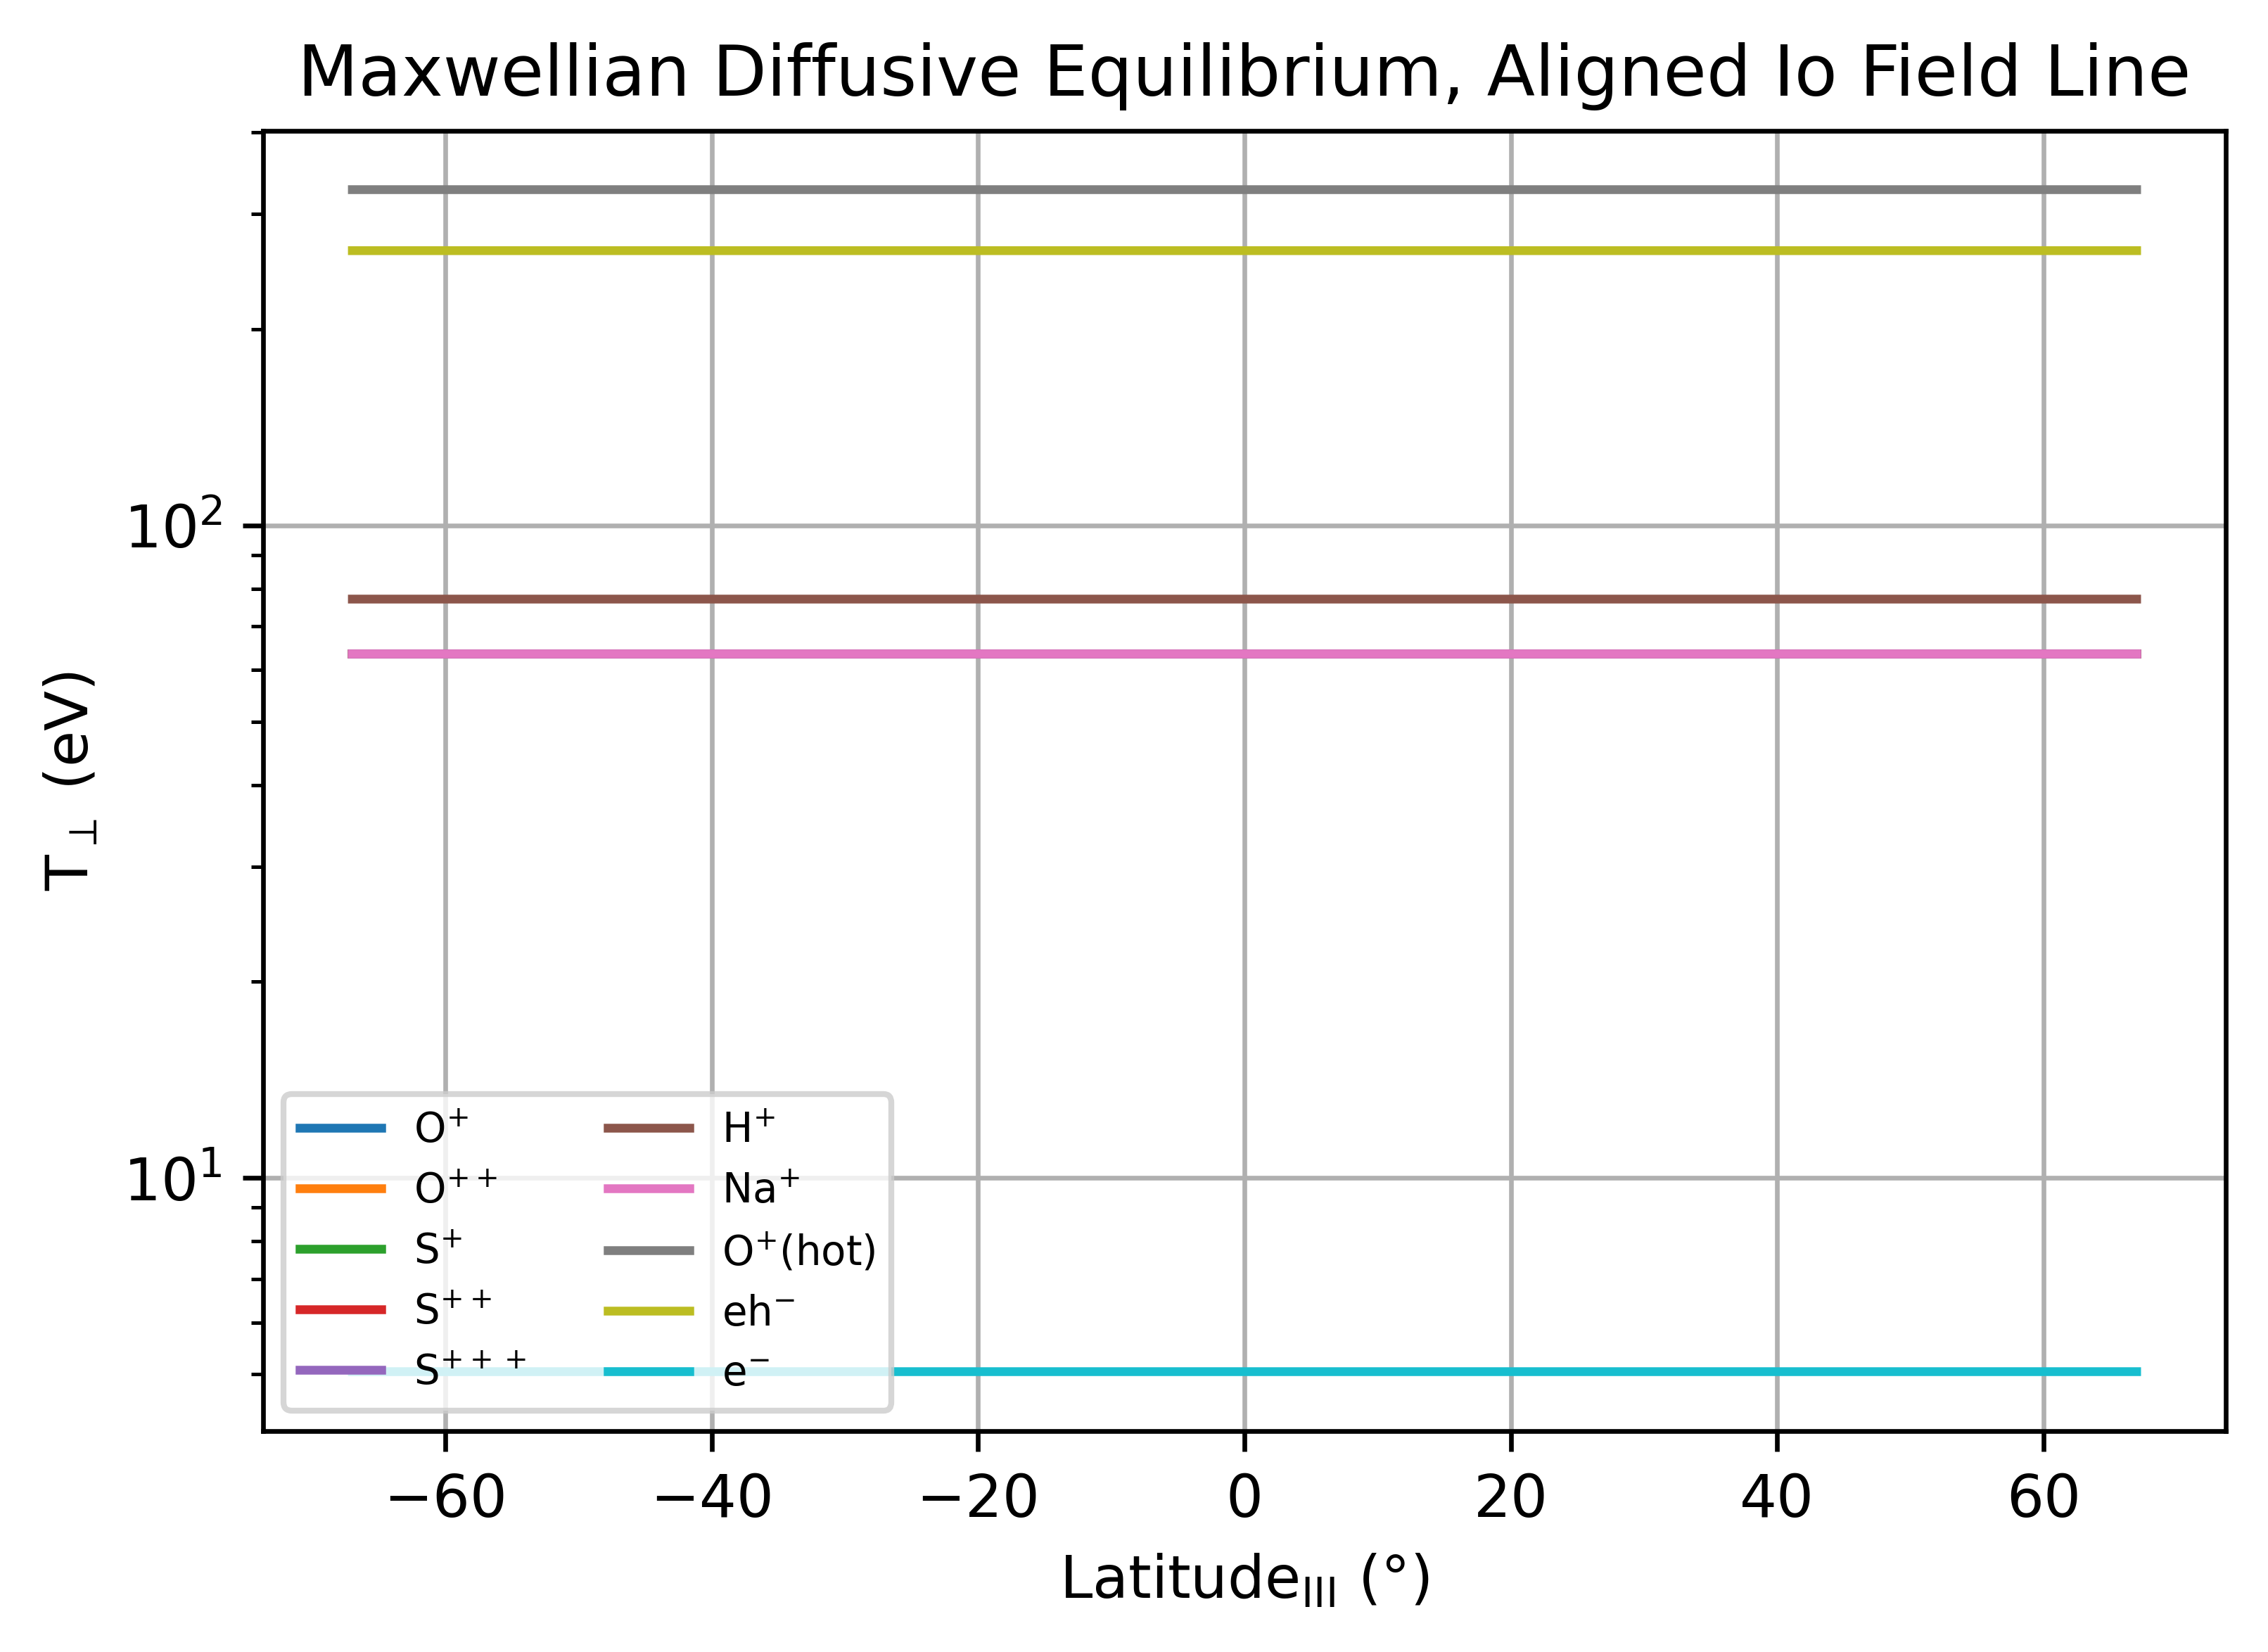 Maxwellian Diffusive Equilibrium, Aligned Io Field Line
T⊥ (eV)
10²
10¹
O⁺
O⁺⁺
S⁺
S⁺⁺
S⁺⁺⁺
H⁺
Na⁺
O⁺(hot)
eh⁻
e⁻
−60 −40 −20 0 20 40 60
Latitude_III (°)